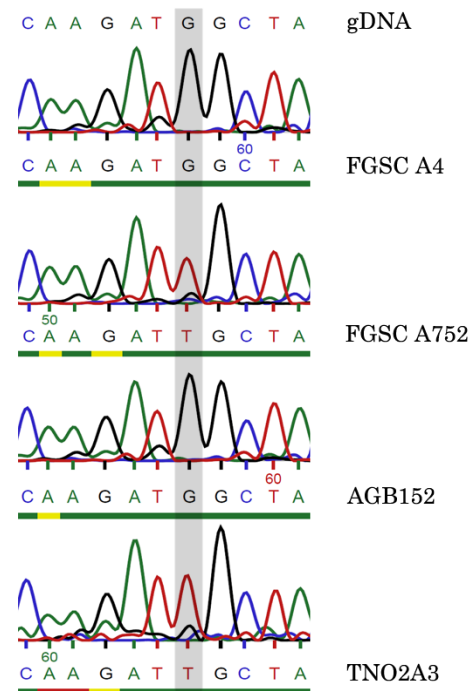 C A A G A T G G C T A gDNA
60
C A A G A T G G C T A FGSC A4
50
C A A G A T T G C T A FGSC A752
60
C A A G A T G G C T A AGB152
60
C A A G A T T G C T A TNO2A3